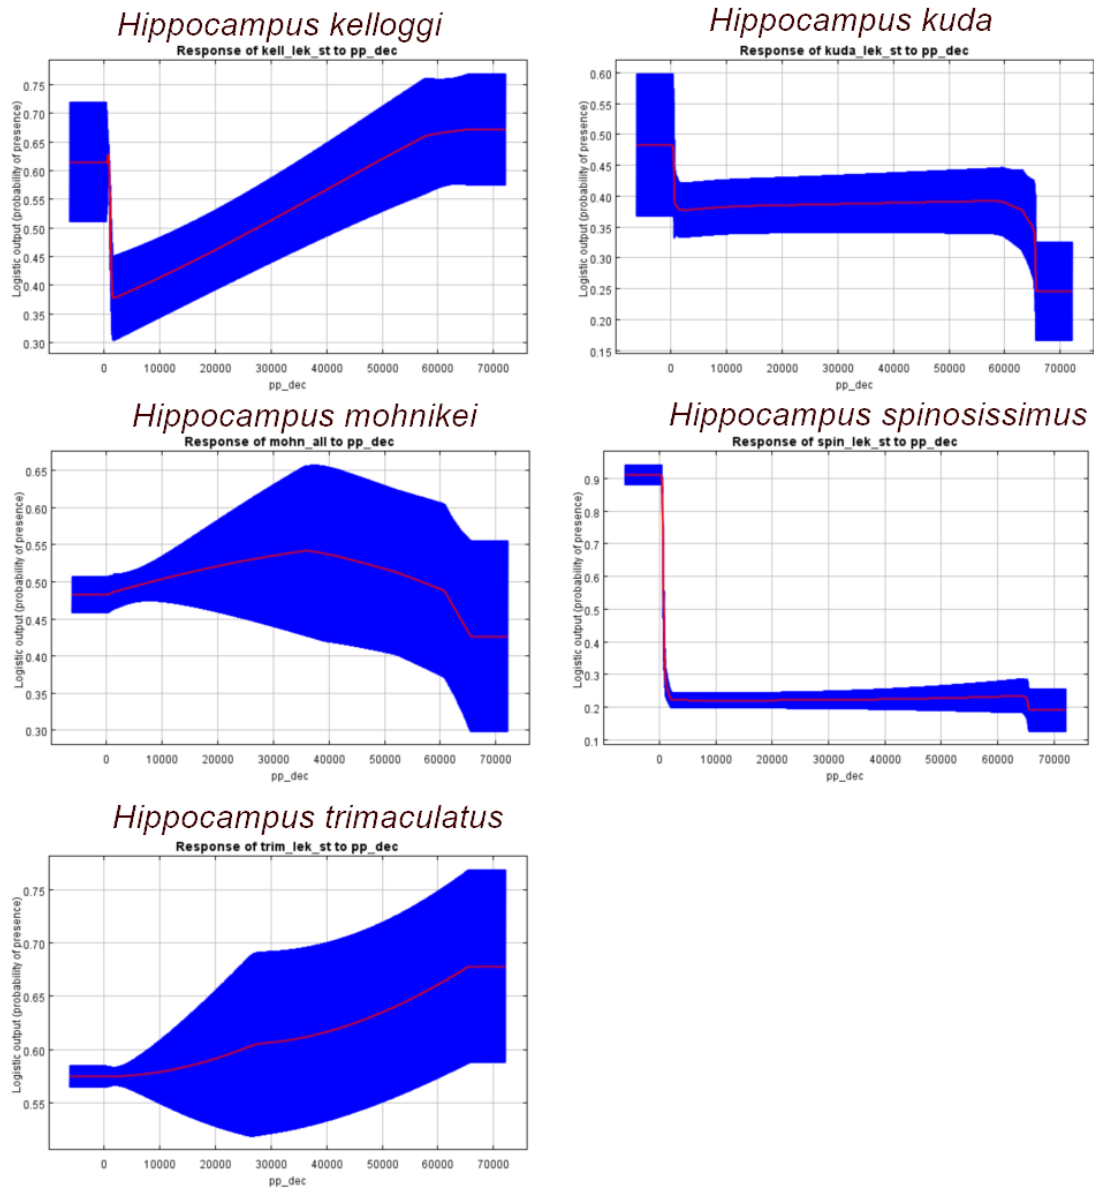 Hippocampus kelloggi
Response of kell_lek_st to pp_dec
Logistic output (probability of presence)
0.75
0.70
0.65
0.60
0.55
0.50
0.45
0.40
0.35
0.30
0 10000 20000 30000 40000 50000 60000 70000
pp_dec
Hippocampus kuda
Response of kuda_lek_st to pp_dec
Logistic output (probability of presence)
0.60
0.55
0.50
0.45
0.40
0.35
0.30
0.25
0.20
0.15
0 10000 20000 30000 40000 50000 60000 70000
pp_dec
Hippocampus mohnikei
Response of mohn_all to pp_dec
Logistic output (probability of presence)
0.65
0.60
0.55
0.50
0.45
0.40
0.35
0.30
0 10000 20000 30000 40000 50000 60000 70000
pp_dec
Hippocampus spinosissimus
Response of spin_lek_st to pp_dec
Logistic output (probability of presence)
0.9
0.8
0.7
0.6
0.5
0.4
0.3
0.2
0.1
0 10000 20000 30000 40000 50000 60000 70000
pp_dec
Hippocampus trimaculatus
Response of trim_lek_st to pp_dec
Logistic output (probability of presence)
0.75
0.70
0.65
0.60
0.55
0 10000 20000 30000 40000 50000 60000 70000
pp_dec